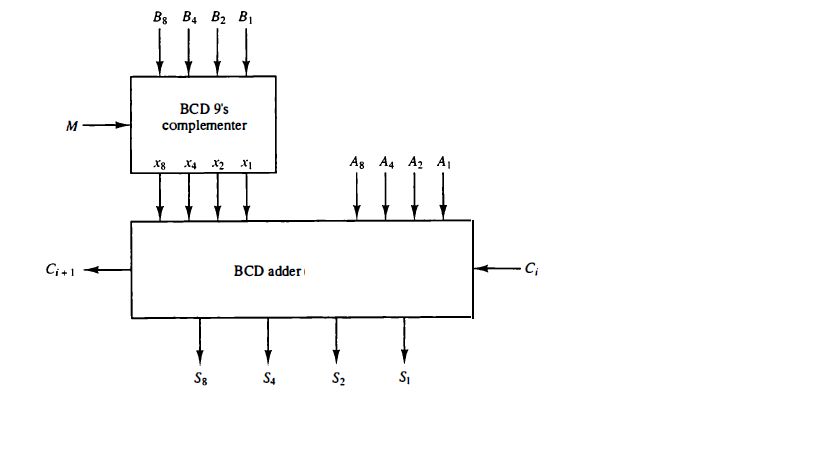 B₈ B₄ B₂ B₁
BCD 9's
complementer
M
x₈ x₄ x₂ x₁
A₈ A₄ A₂ A₁
Cᵢ₊₁
BCD adder
Cᵢ
S₈ S₄ S₂ S₁